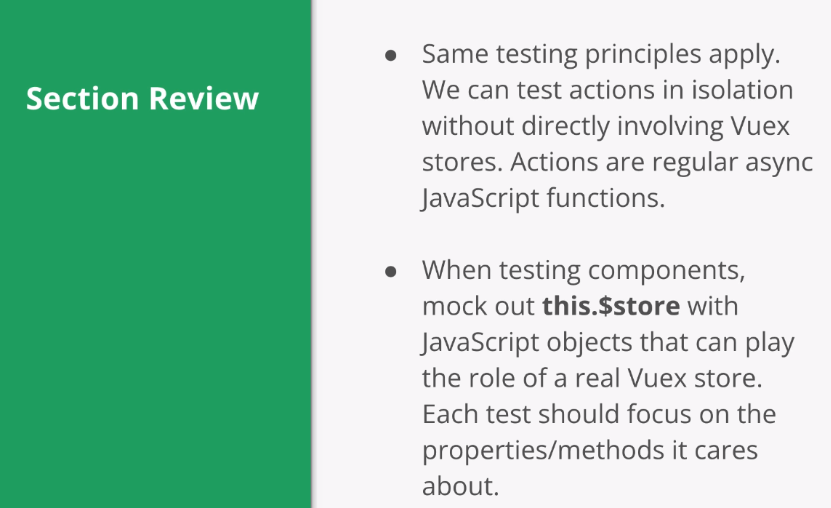 Section Review
● Same testing principles apply.
We can test actions in isolation
without directly involving Vuex
stores. Actions are regular async
JavaScript functions.
● When testing components,
mock out this.$store with
JavaScript objects that can play
the role of a real Vuex store.
Each test should focus on the
properties/methods it cares
about.